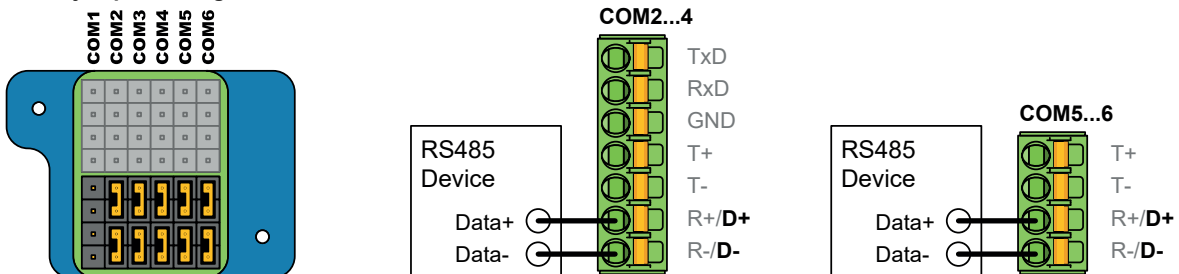 COM1
COM2
COM3
COM4
COM5
COM6
COM2...4
TxD
RxD
GND
T+
T-
R+/D+
R-/D-
RS485
Device
Data+
Data-
COM5...6
T+
T-
R+/D+
R-/D-
RS485
Device
Data+
Data-